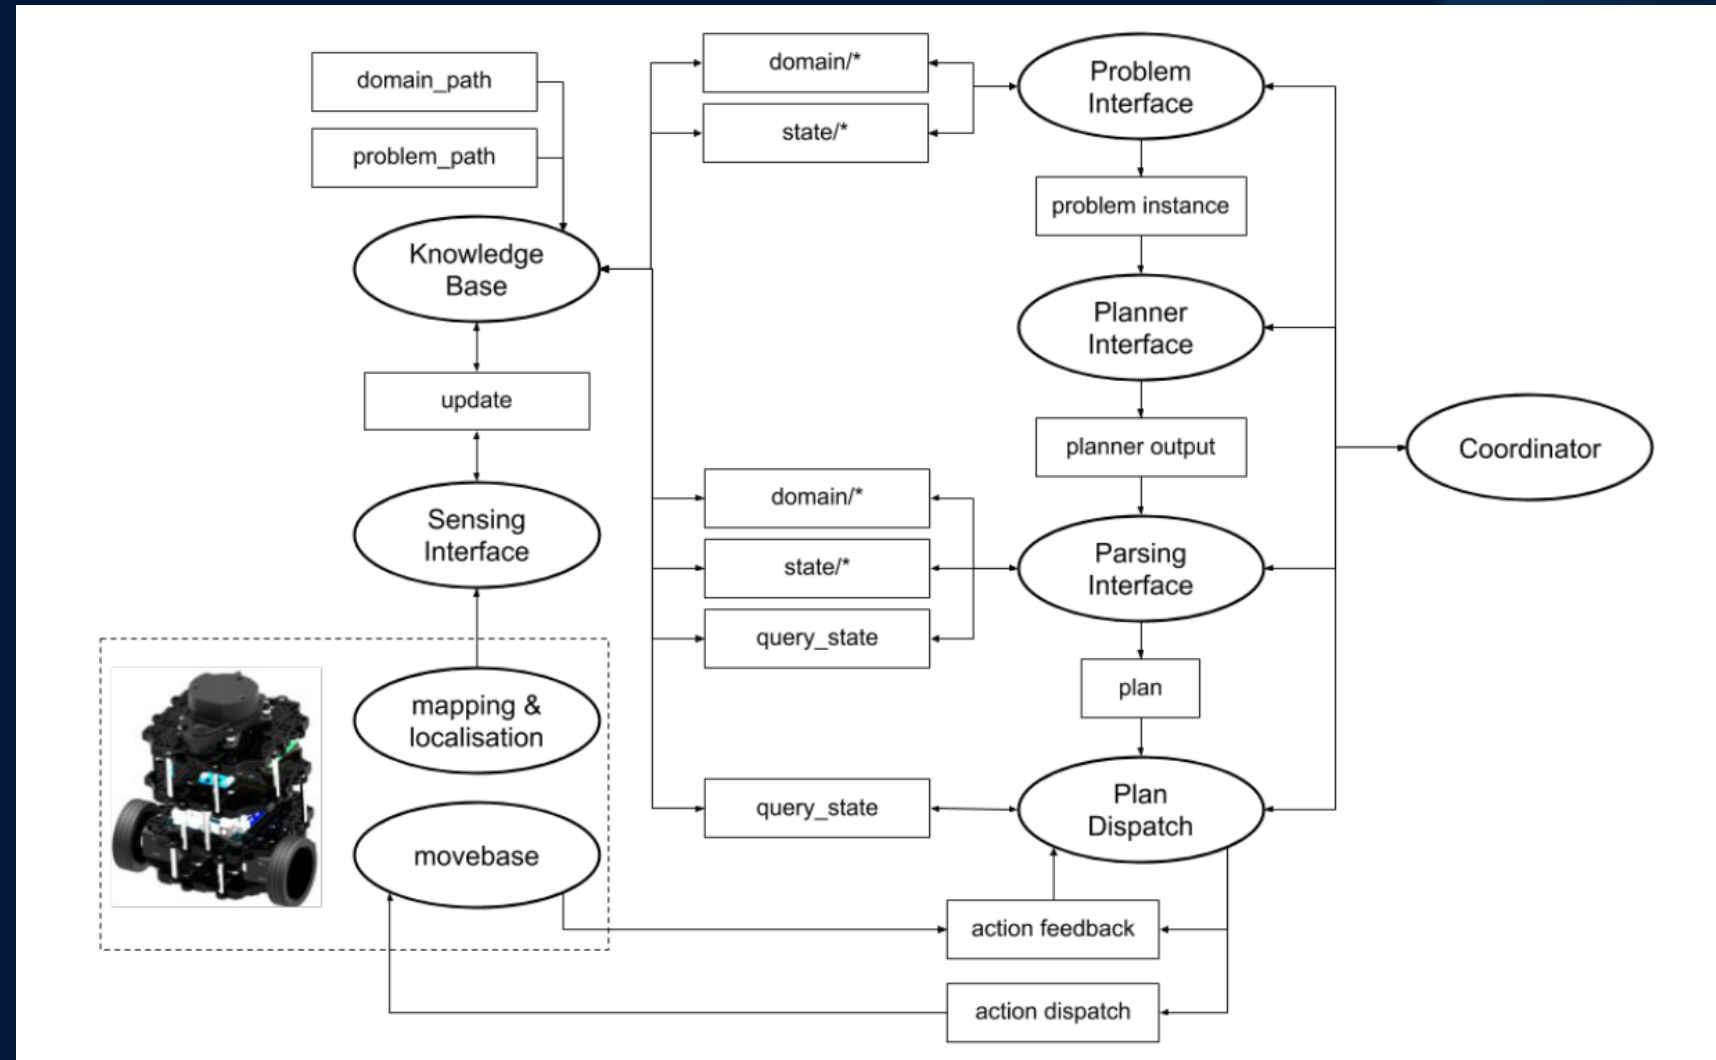 domain_path
problem_path
Knowledge
Base
update
Sensing
Interface
mapping &
localisation
movebase
domain/*
state/*
domain/*
state/*
query_state
query_state
Problem
Interface
problem instance
Planner
Interface
planner output
Parsing
Interface
plan
Plan
Dispatch
action feedback
action dispatch
Coordinator